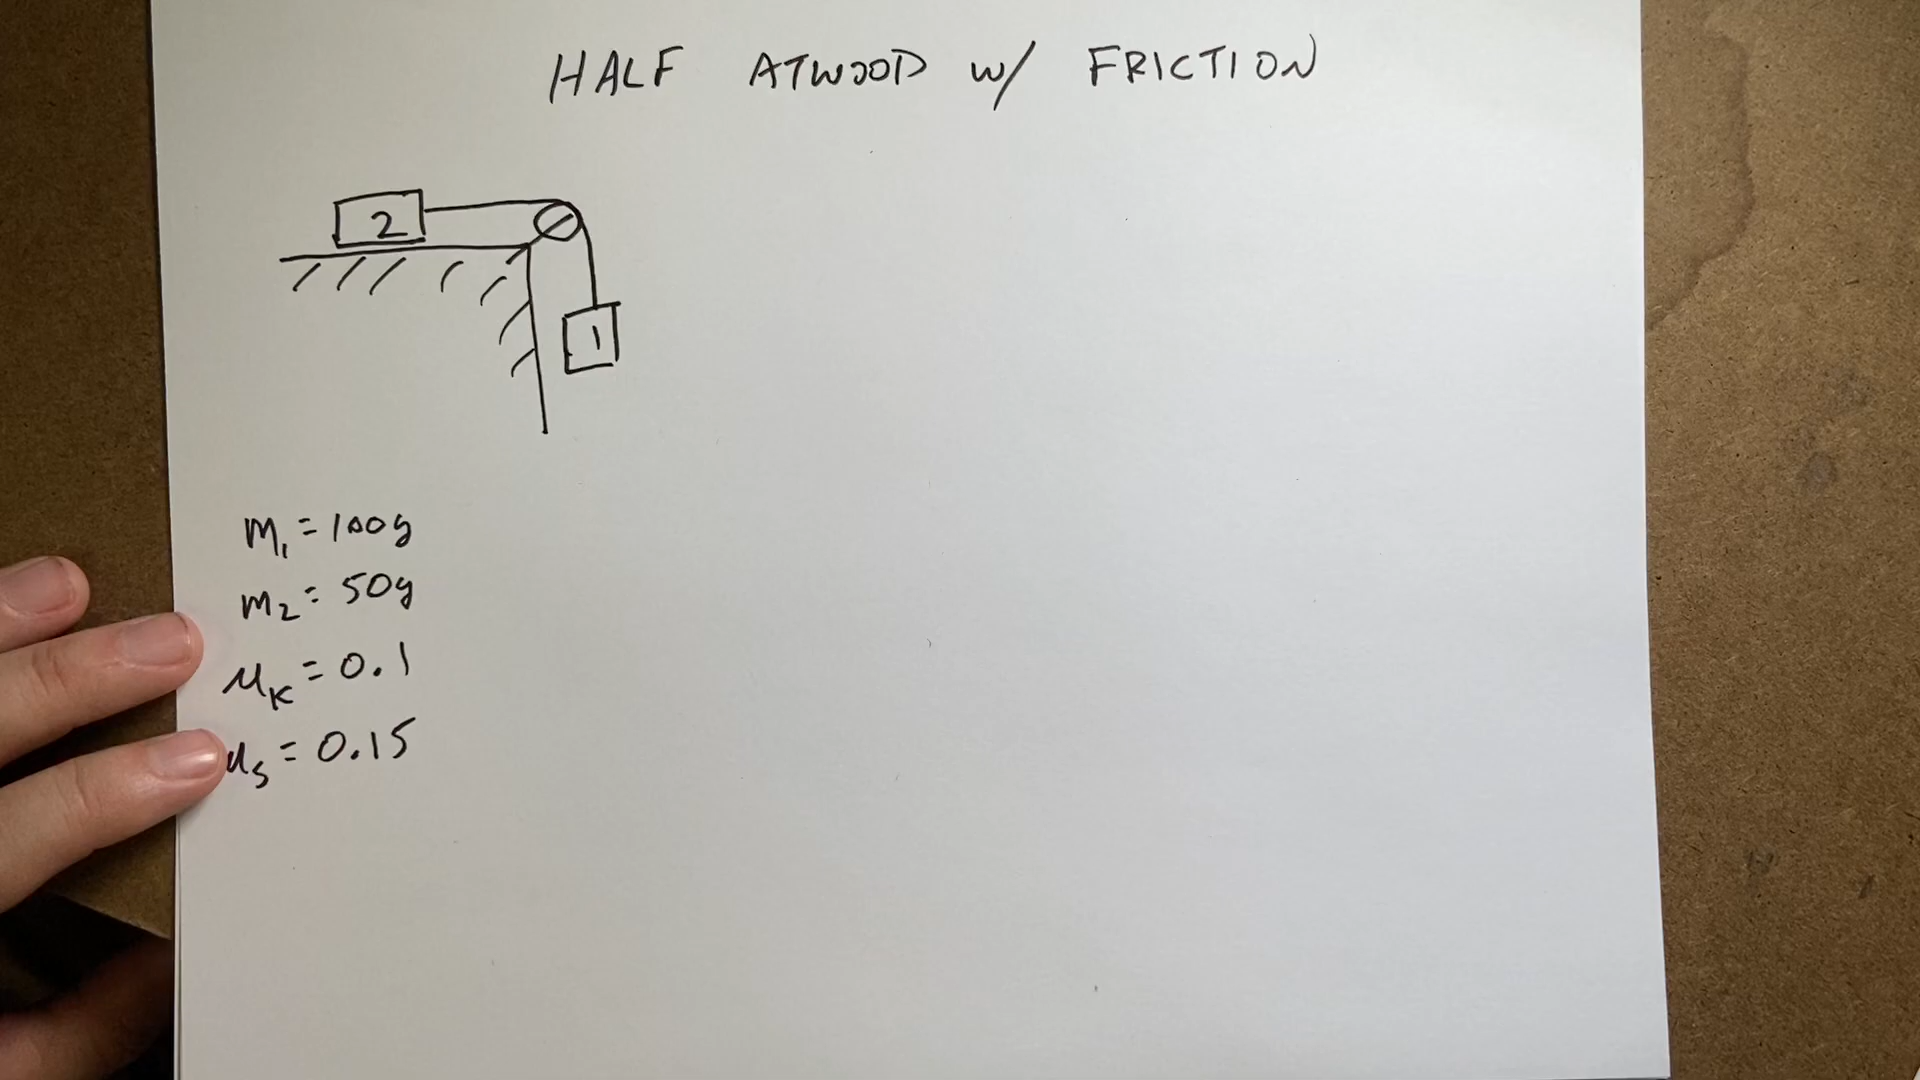 HALF ATWOOD w/ FRICTION
2
1
m₁ = 100g
m₂ = 50g
μₖ = 0.1
μₛ = 0.15